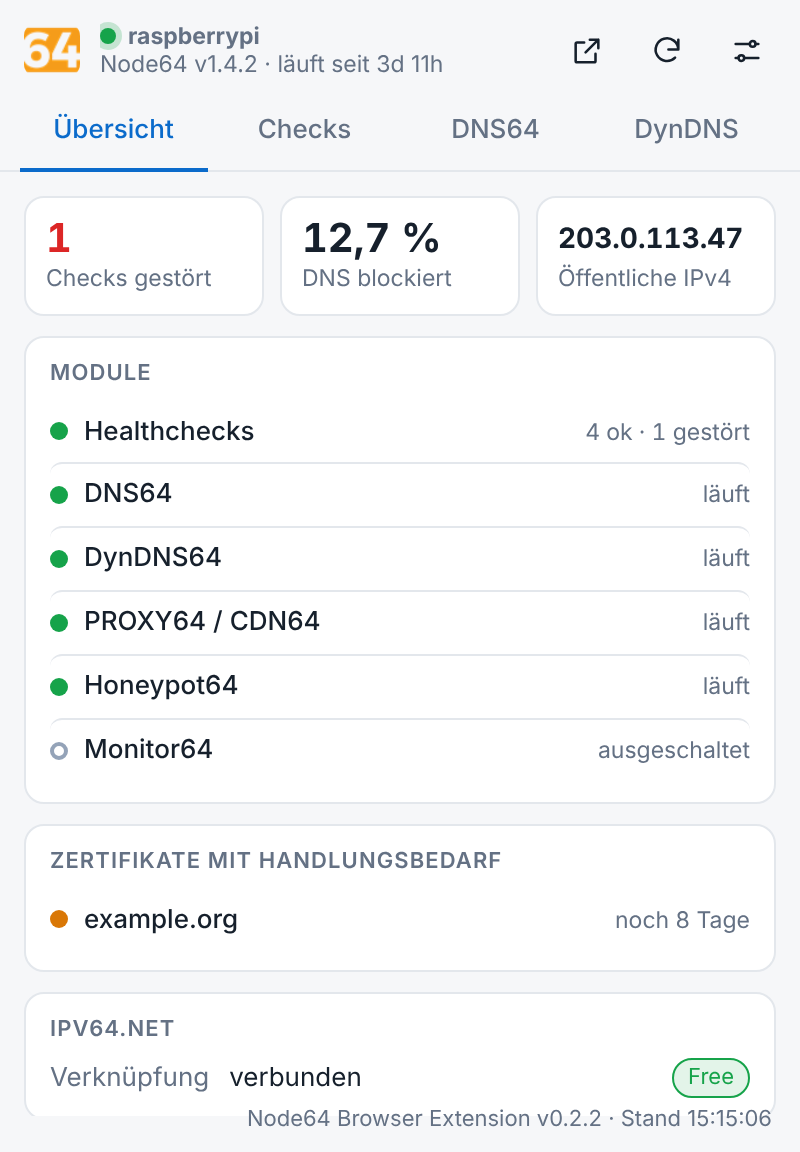 64
raspberrypi
Node64 v1.4.2 · läuft seit 3d 11h
Übersicht
Checks
DNS64
DynDNS
1
Checks gestört
12,7 %
DNS blockiert
203.0.113.47
Öffentliche IPv4
MODULE
Healthchecks 4 ok · 1 gestört
DNS64 läuft
DynDNS64 läuft
PROXY64 / CDN64 läuft
Honeypot64 läuft
Monitor64 ausgeschaltet
ZERTIFIKATE MIT HANDLUNGSBEDARF
example.org noch 8 Tage
IPV64.NET
Verknüpfung verbunden Free
Node64 Browser Extension v0.2.2 · Stand 15:15:06